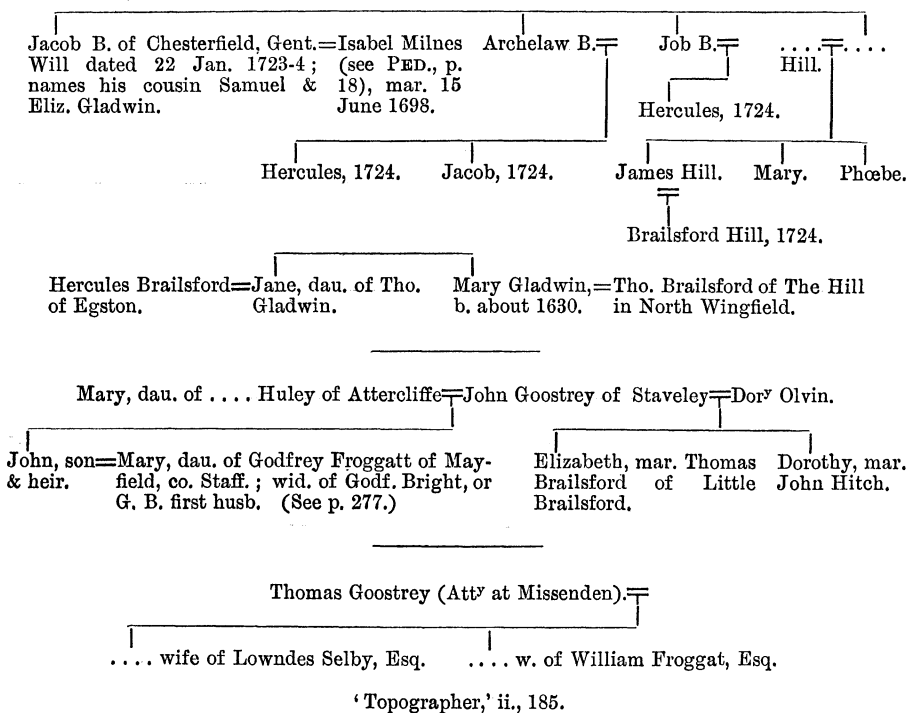 Jacob B. of Chesterfield, Gent.=Isabel Milnes Archelaw B.= Job B.= ....=....
Will dated 22 Jan. 1723-4; (see PED., p. Hill.
names his cousin Samuel & 18), mar. 15
Eliz. Gladwin. June 1698.
Hercules, 1724.
Hercules, 1724. Jacob, 1724. James Hill. Mary. Phœbe.
Brailsford Hill, 1724.
Hercules Brailsford=Jane, dau. of Tho. Mary Gladwin,=Tho. Brailsford of The Hill
of Egston. Gladwin. b. about 1630. in North Wingfield.
Mary, dau. of .... Huley of Attercliffe=John Goostrey of Staveley=Dorʸ Olvin.
John, son=Mary, dau. of Godfrey Froggatt of May- Elizabeth, mar. Thomas Dorothy, mar.
& heir. field, co. Staff.; wid. of Godf. Bright, or Brailsford of Little John Hitch.
G. B. first husb. (See p. 277.) Brailsford.
Thomas Goostrey (Attʸ at Missenden).=
.... wife of Lowndes Selby, Esq. .... w. of William Froggat, Esq.
'Topographer,' ii., 185.